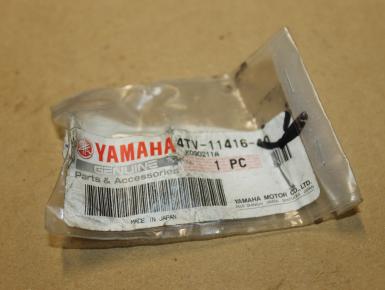 YAMAHA 4TV-11416-
GENUINE
Parts & Accessories
1 PC
MADE IN JAPAN
YAMAHA MOTOR CO., LTD.